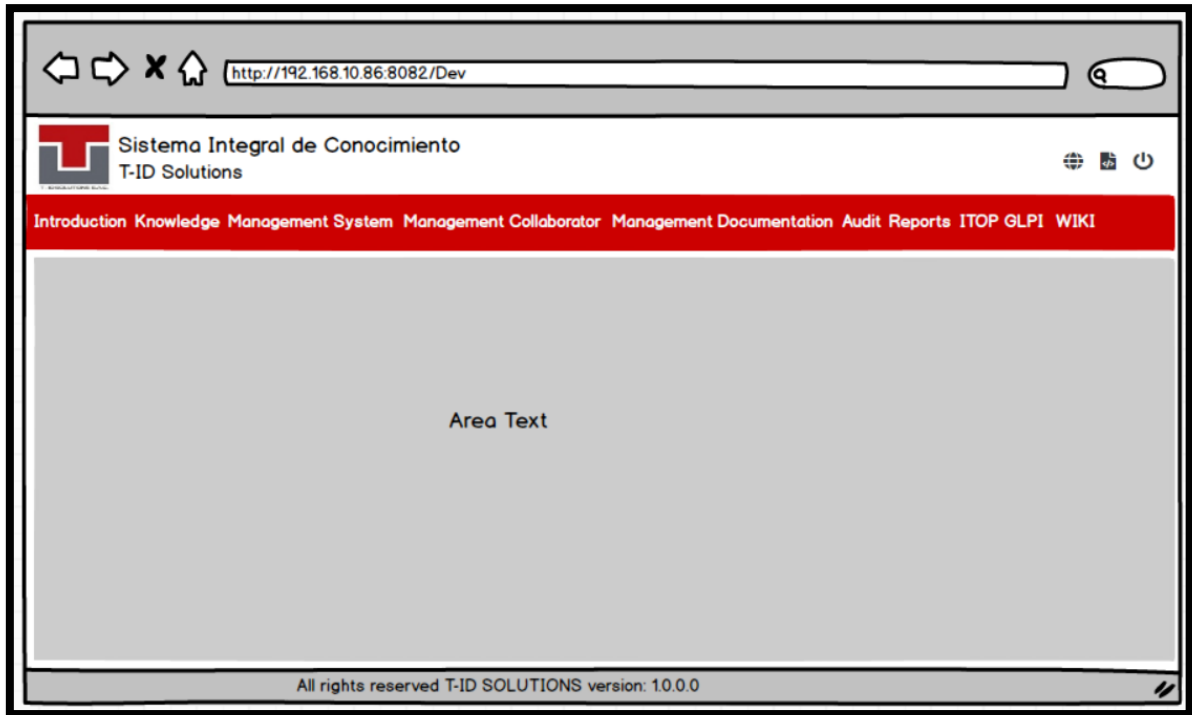 http://192.168.10.86:8082/Dev
Sistema Integral de Conocimiento
T-ID Solutions
Introduction Knowledge Management System Management Collaborator Management Documentation Audit Reports ITOP GLPI WIKI
Area Text
All rights reserved T-ID SOLUTIONS version: 1.0.0.0